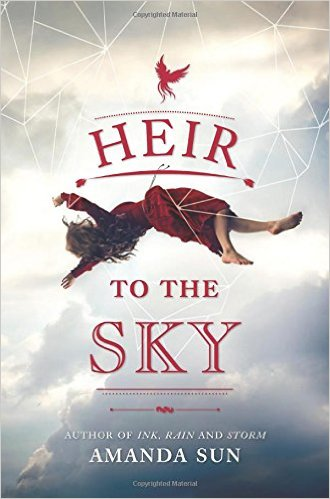 HEIR
TO THE
SKY
AUTHOR OF INK, RAIN AND STORM
AMANDA SUN